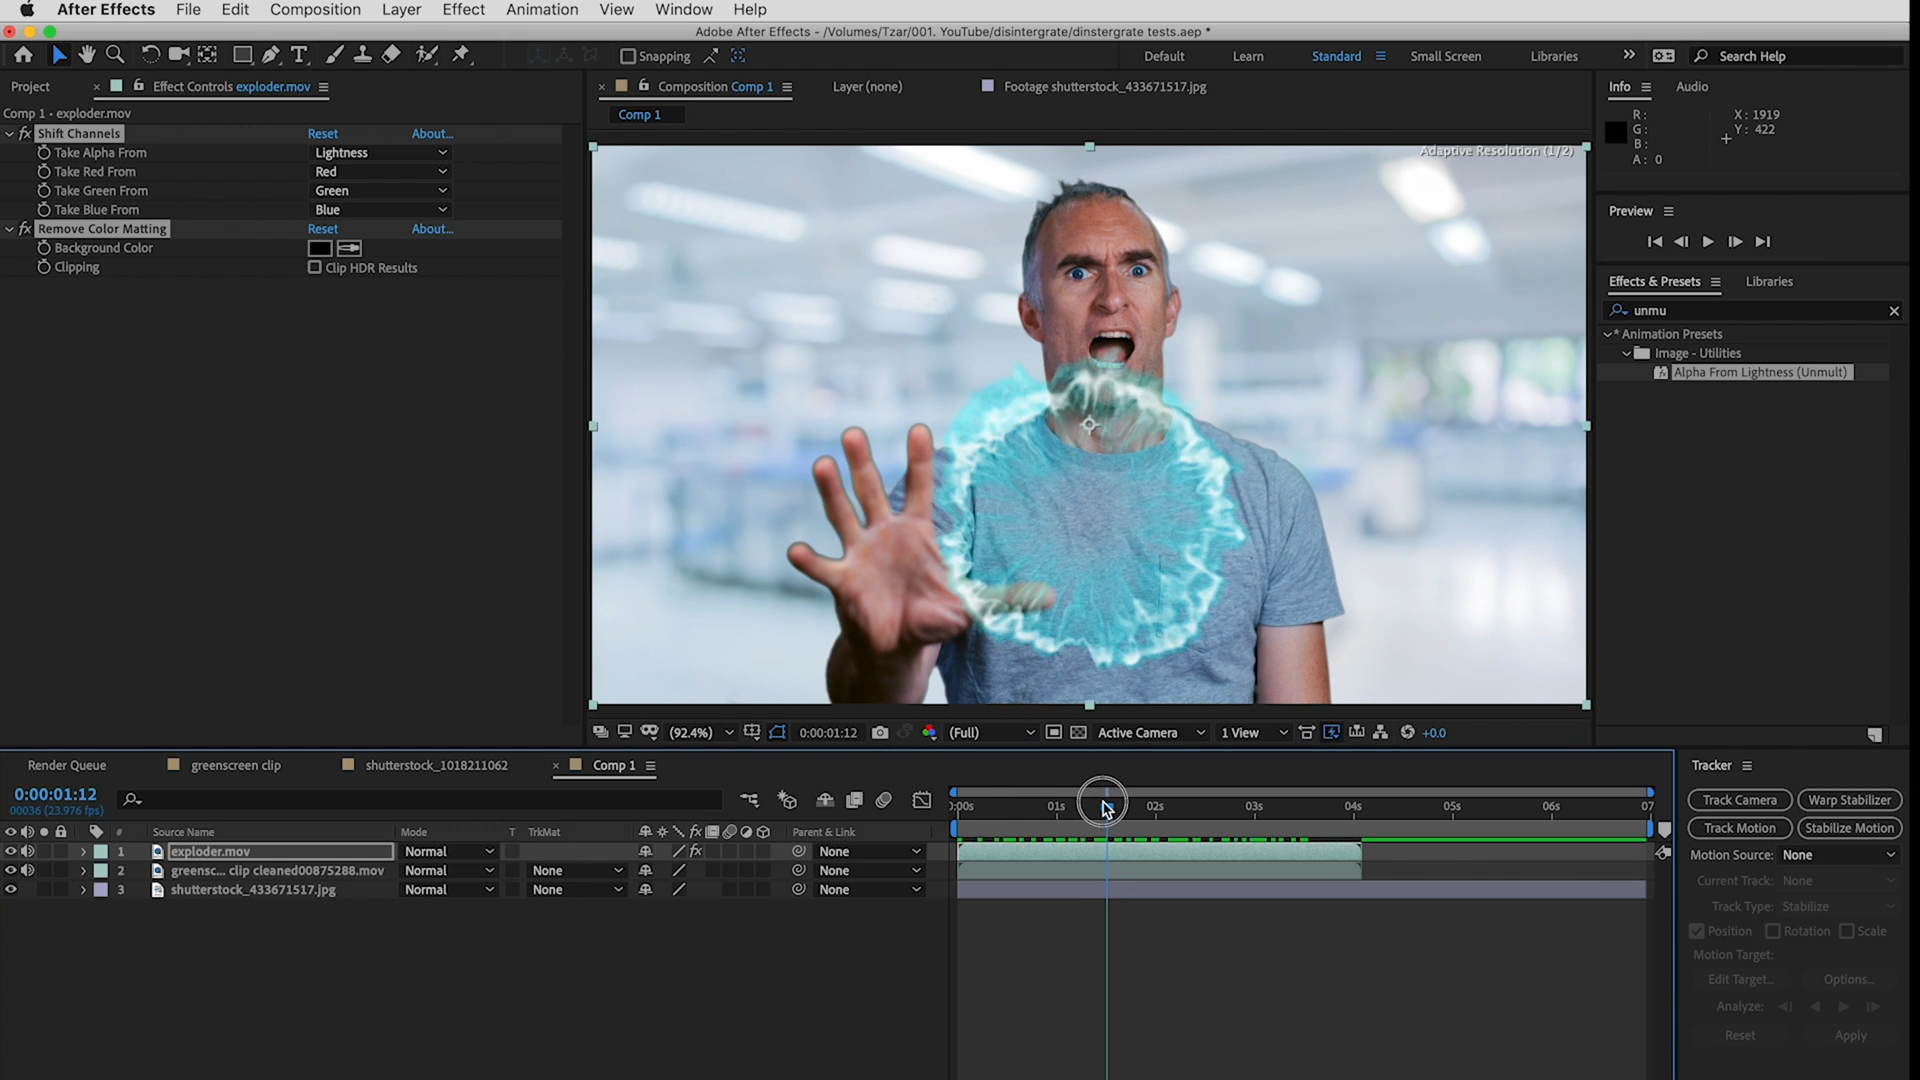 After Effects File Edit Composition Layer Effect Animation View Window Help
Adobe After Effects - /Volumes/Tzar/001. YouTube/disintergrate/dinstergrate tests.aep *
Snapping
Default Learn Standard Small Screen Libraries >> Search Help
Project × Effect Controls exploder.mov
× Composition Comp 1 Layer (none) Footage shutterstock_433671517.jpg
Info Audio
Comp 1 • exploder.mov
Comp 1
R: X: 1919
G: Y: 422
B:
A: 0
fx Shift Channels Reset About...
Take Alpha From Lightness
Take Red From Red
Take Green From Green
Take Blue From Blue
fx Remove Color Matting Reset About...
Background Color
Clipping Clip HDR Results
Adaptive Resolution (1/2)
Preview
Effects & Presets Libraries
unmu
* Animation Presets
Image - Utilities
Alpha From Lightness (Unmult)
(92.4%) 0:00:01:12 (Full) Active Camera 1 View +0.0
Render Queue greenscreen clip shutterstock_1018211062 × Comp 1
0:00:01:12
00036 (23.976 fps)
):00s 01s 02s 03s 04s 05s 06s 07
# Source Name Mode T TrkMat fx Parent & Link
1 exploder.mov Normal fx None
2 greensc... clip cleaned00875288.mov Normal None None
3 shutterstock_433671517.jpg Normal None None
Tracker
Track Camera Warp Stabilizer
Track Motion Stabilize Motion
Motion Source: None
Current Track: None
Track Type: Stabilize
Position Rotation Scale
Motion Target:
Edit Target... Options...
Analyze:
Reset Apply